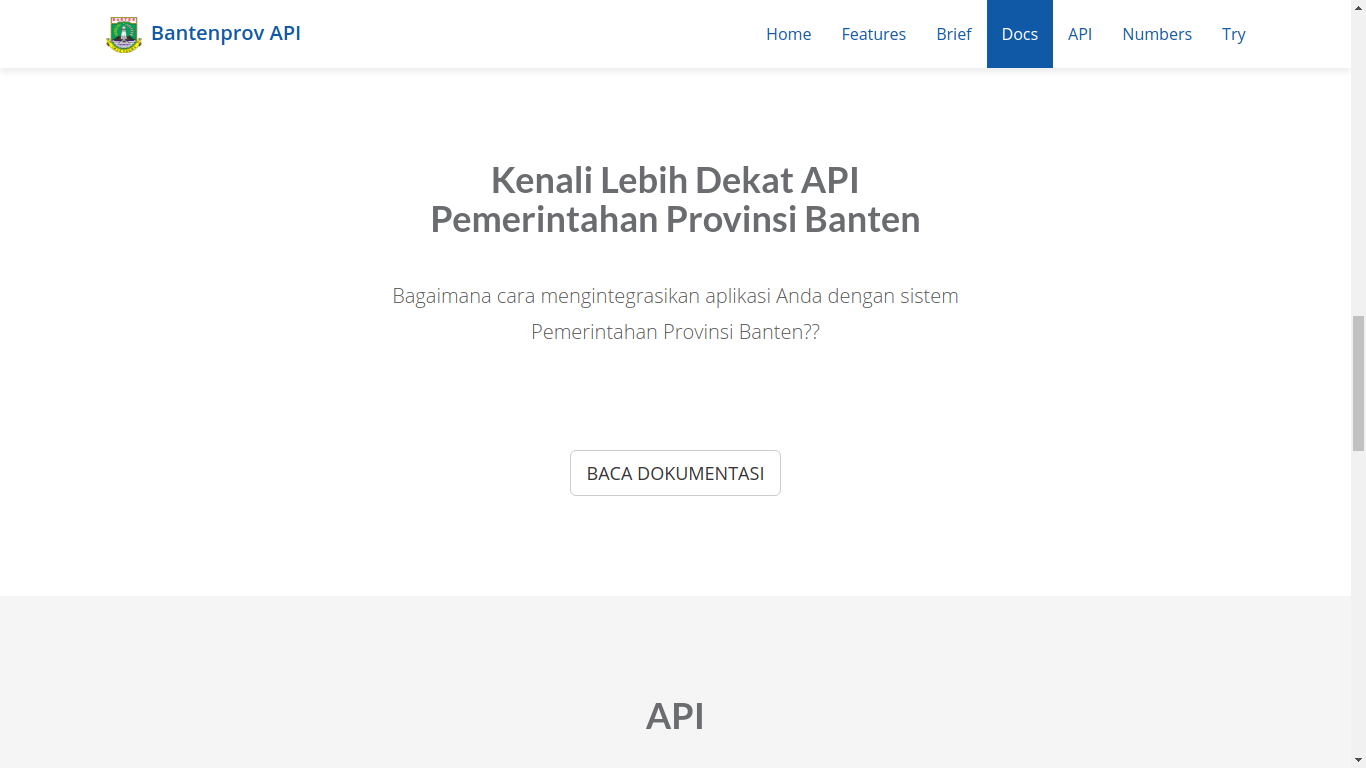 Bantenprov API
Home Features Brief Docs API Numbers Try
Kenali Lebih Dekat API
Pemerintahan Provinsi Banten
Bagaimana cara mengintegrasikan aplikasi Anda dengan sistem
Pemerintahan Provinsi Banten??
BACA DOKUMENTASI
API